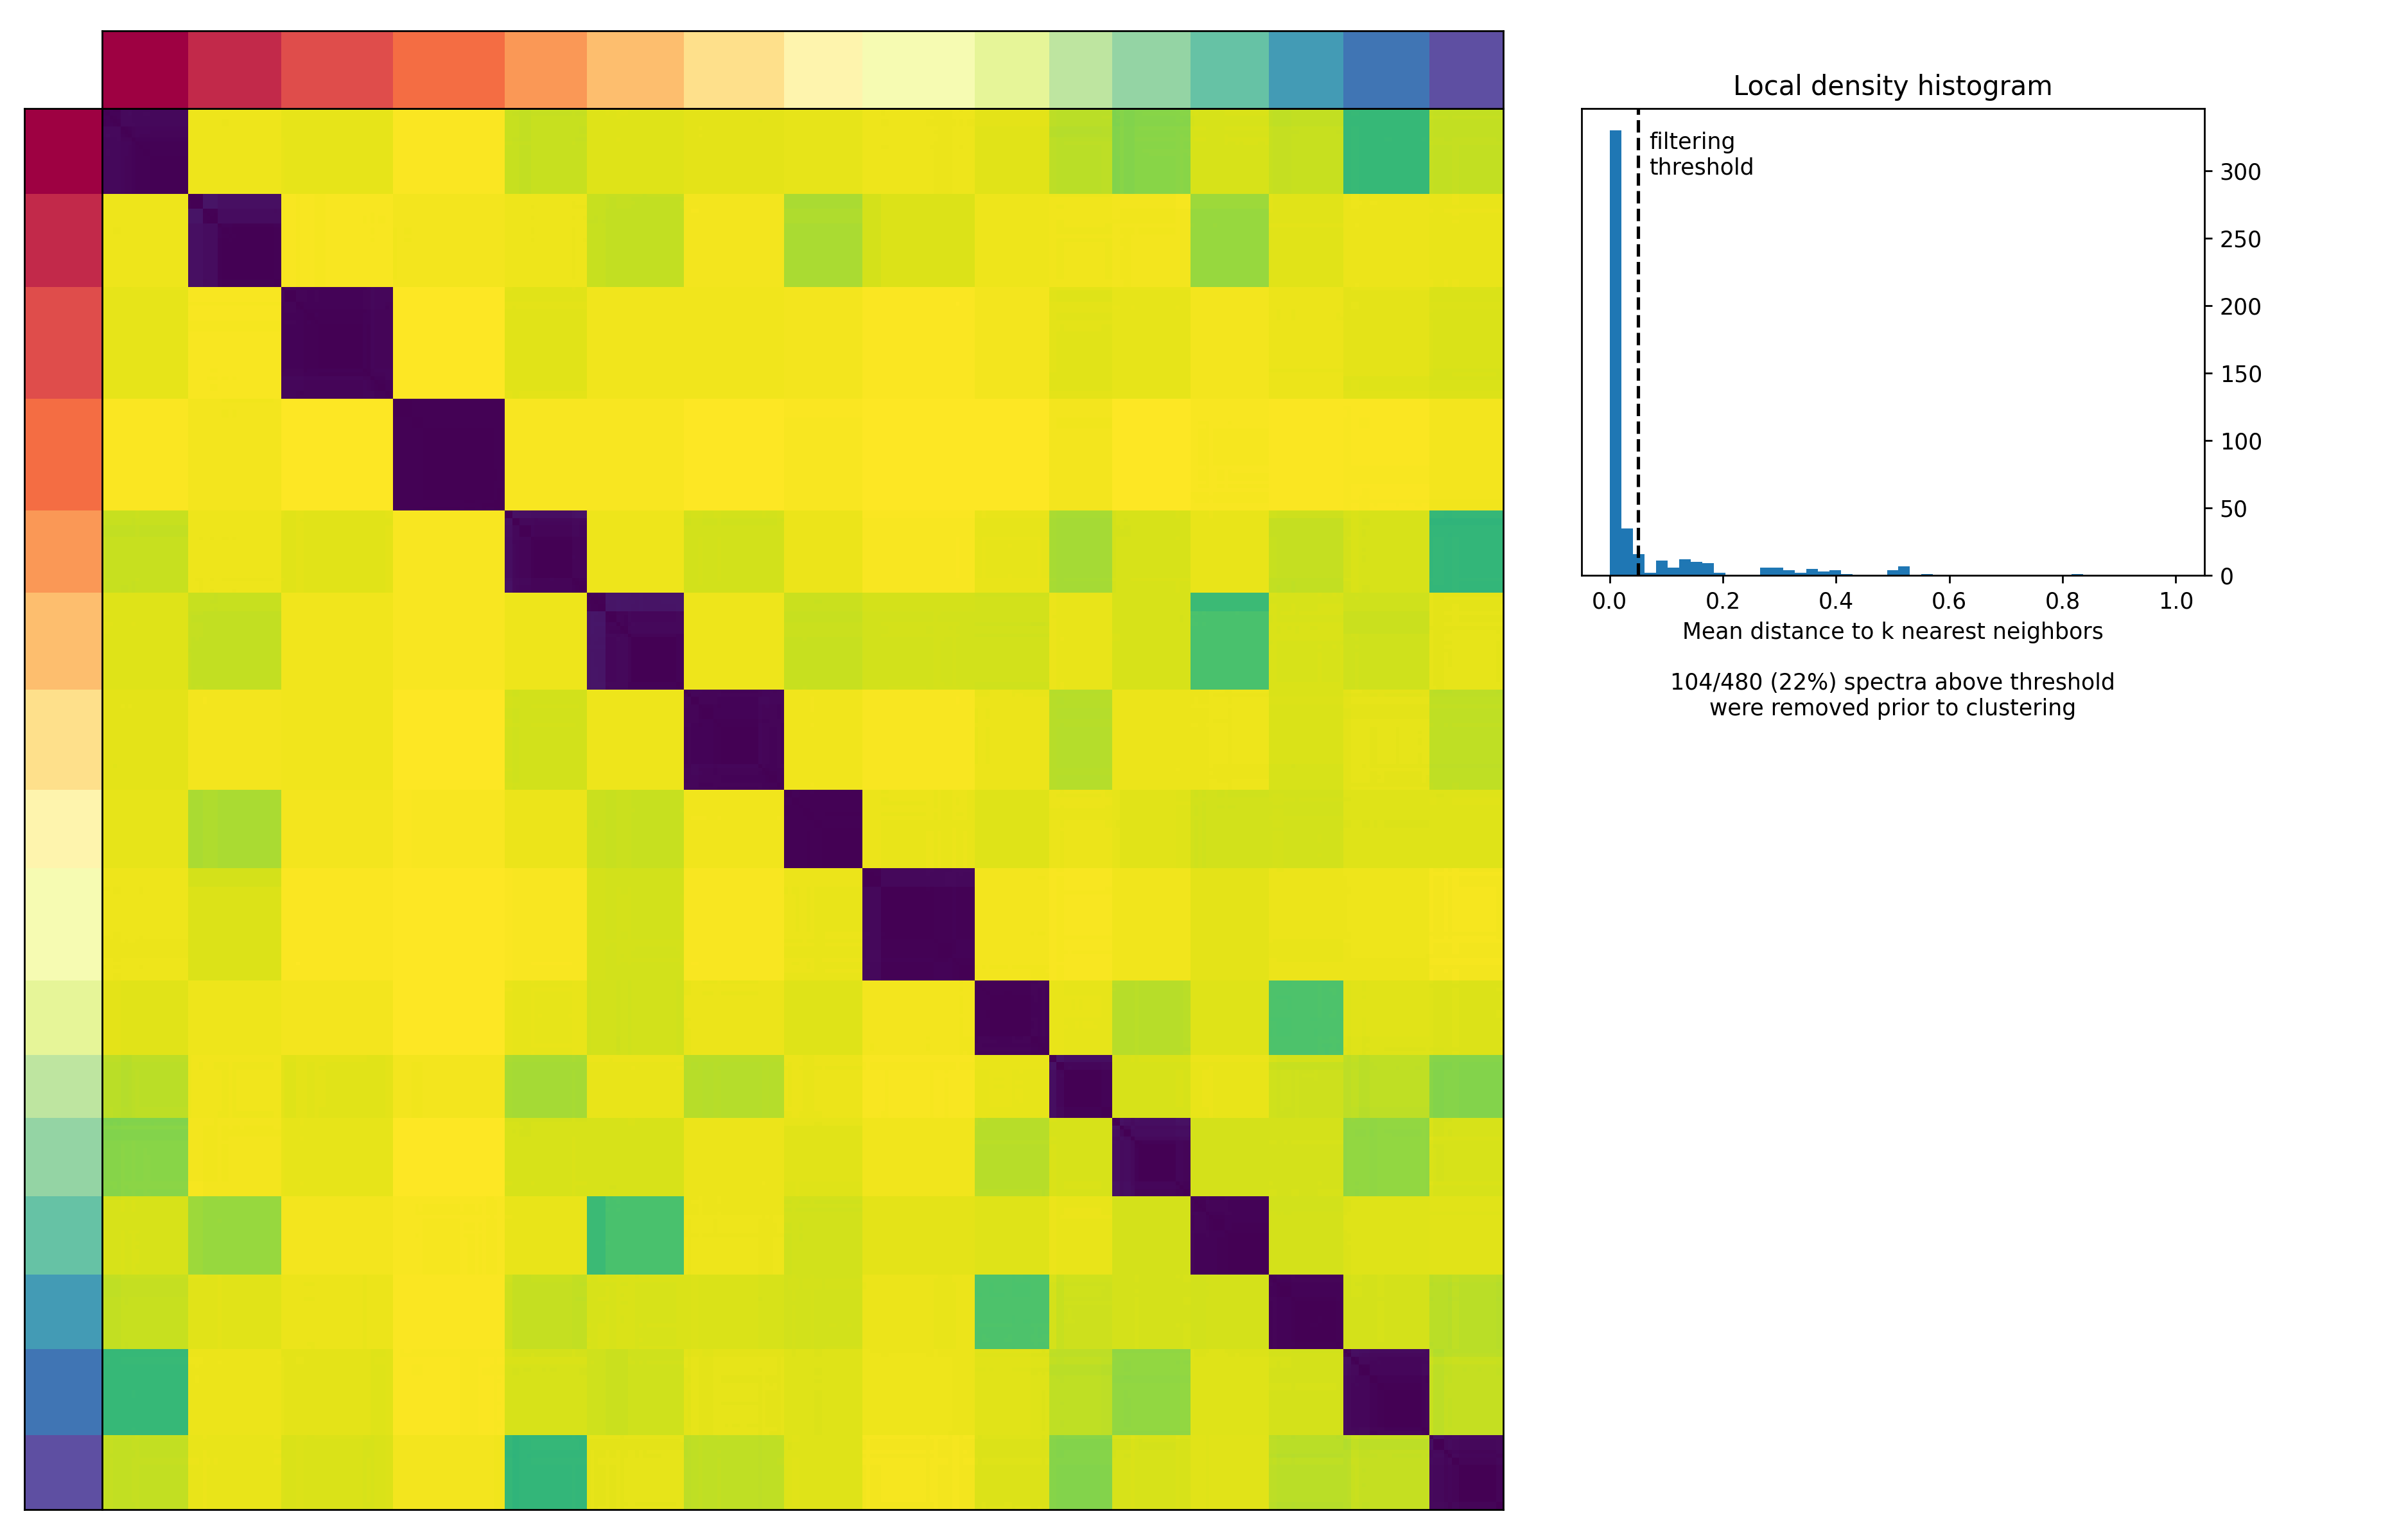 Local density histogram
filtering
threshold
300
250
200
150
100
50
0
0.0 0.2 0.4 0.6 0.8 1.0
Mean distance to k nearest neighbors
104/480 (22%) spectra above threshold
were removed prior to clustering